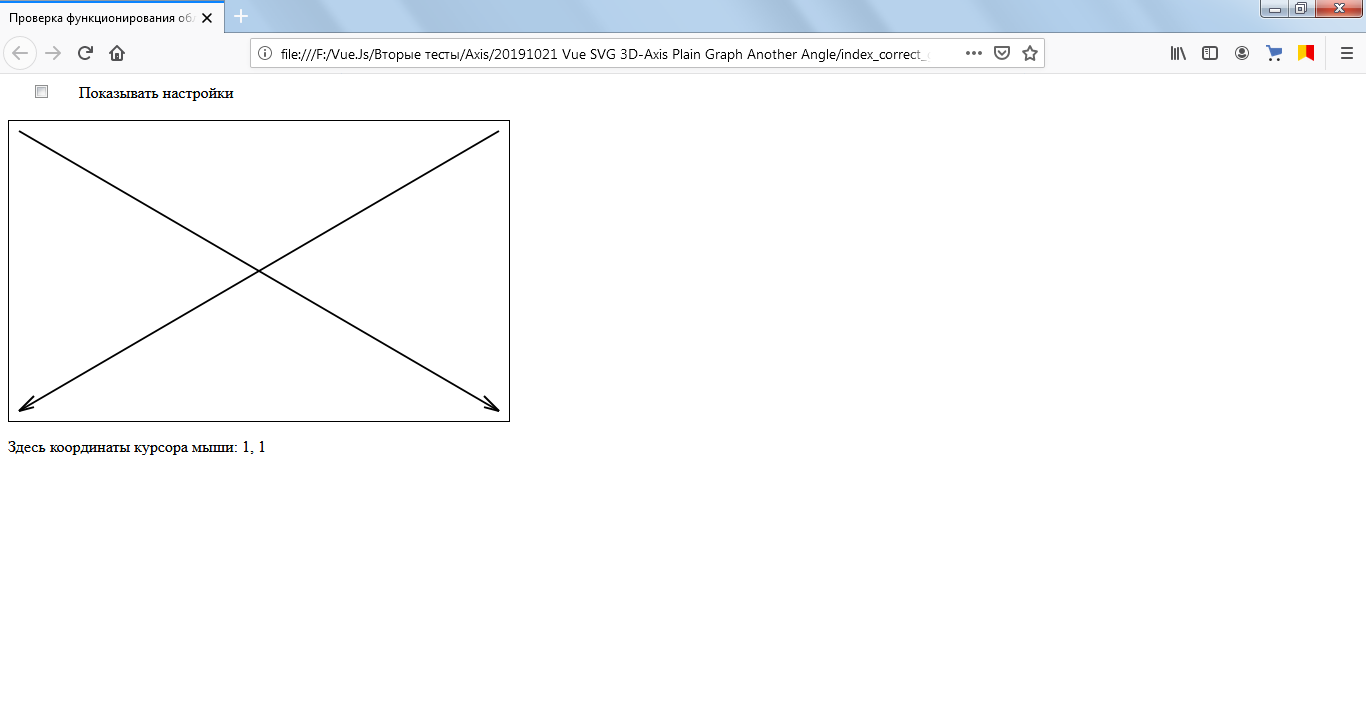 Проверка функционирования обл
file:///F:/Vue.Js/Вторые тесты/Axis/20191021 Vue SVG 3D-Axis Plain Graph Another Angle/index_correct_
Показывать настройки
Здесь координаты курсора мыши: 1, 1